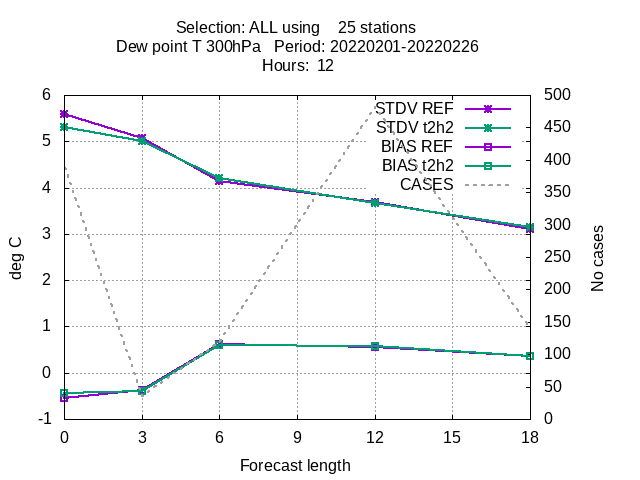 Selection: ALL using    25 stations
Dew point T 300hPa   Period: 20220201-20220226
Hours:  12
6
5
4
3
2
1
0
-1
500
450
400
350
300
250
200
150
100
50
0
STDV REF
STDV t2h2
BIAS REF
BIAS t2h2
CASES
deg C
No cases
0 3 6 9 12 15 18
Forecast length